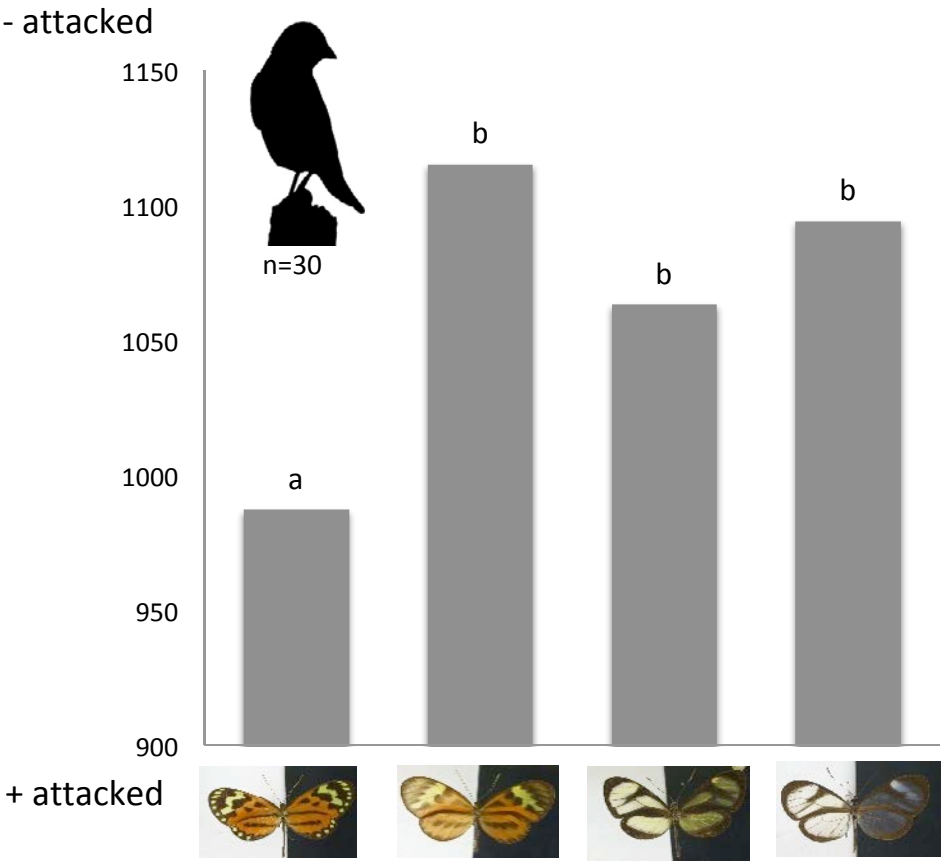 - attacked
1150
1100
1050
1000
950
900
n=30
a
b
b
b
+ attacked